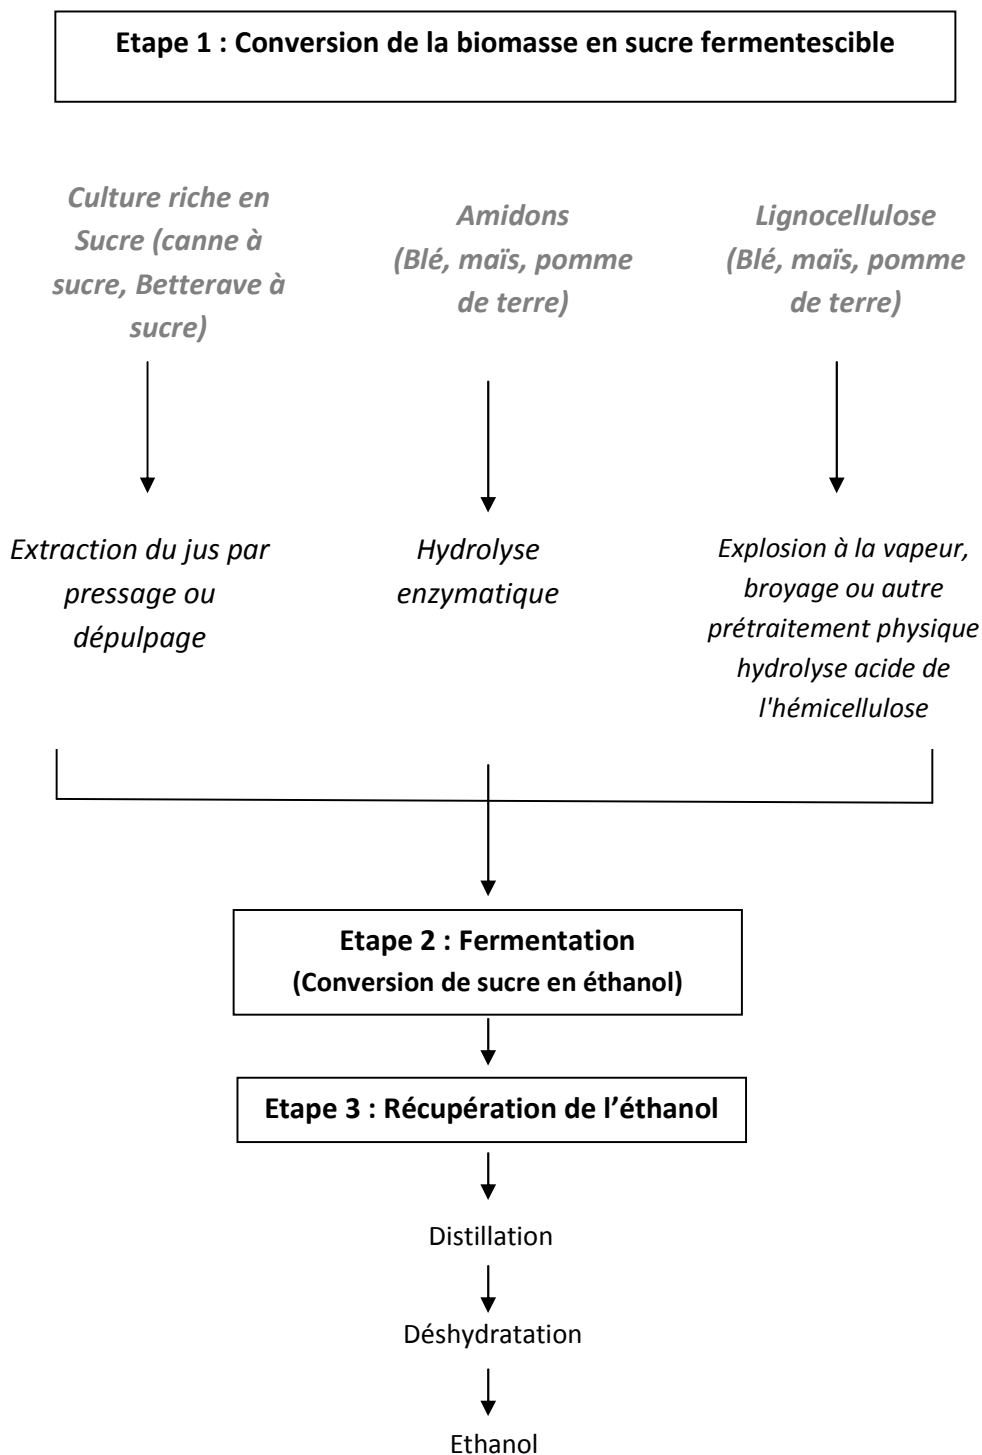 Etape 1 : Conversion de la biomasse en sucre fermentescible
Culture riche en
Sucre (canne à
sucre, Betterave à
sucre)
Amidons
(Blé, maïs, pomme
de terre)
Lignocellulose
(Blé, maïs, pomme
de terre)
Extraction du jus par
pressage ou
dépulpage
Hydrolyse
enzymatique
Explosion à la vapeur,
broyage ou autre
prétraitement physique
hydrolyse acide de
l'hémicellulose
Etape 2 : Fermentation
(Conversion de sucre en éthanol)
Etape 3 : Récupération de l’éthanol
Distillation
Déshydratation
Ethanol